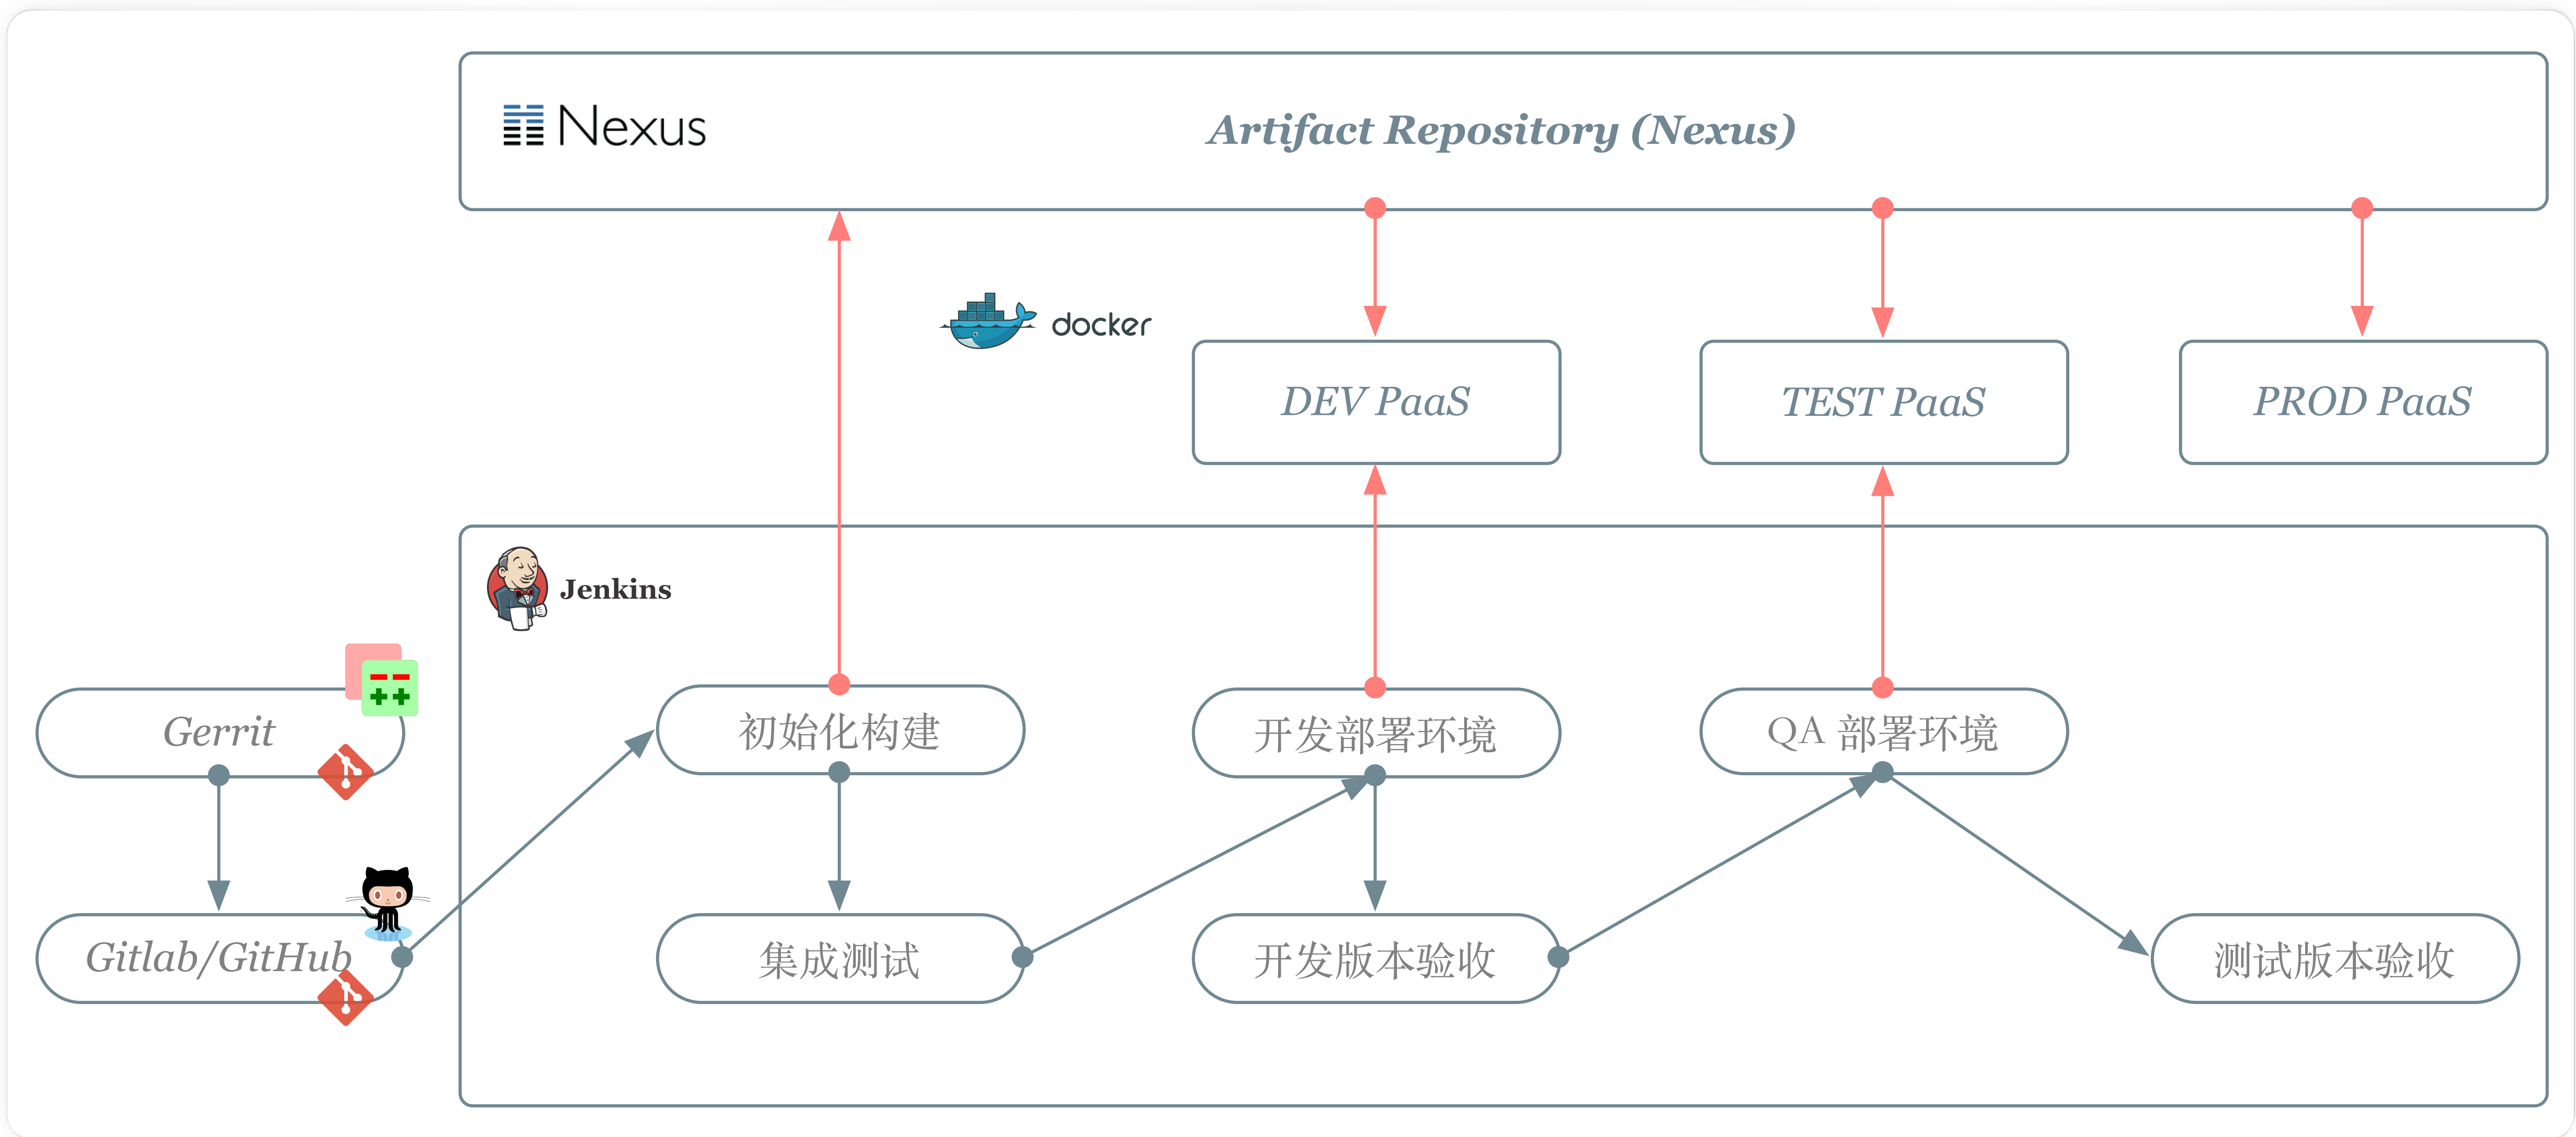 Nexus
Artifact Repository (Nexus)
docker
DEV PaaS
TEST PaaS
PROD PaaS
Jenkins
Gerrit
初始化构建
开发部署环境
QA 部署环境
Gitlab/GitHub
集成测试
开发版本验收
测试版本验收